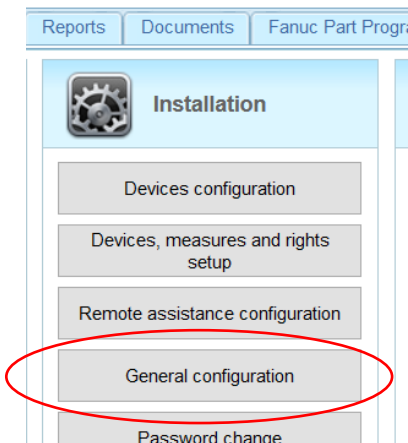 Reports Documents Fanuc Part Progra
Installation
Devices configuration
Devices, measures and rights
setup
Remote assistance configuration
General configuration
Password change